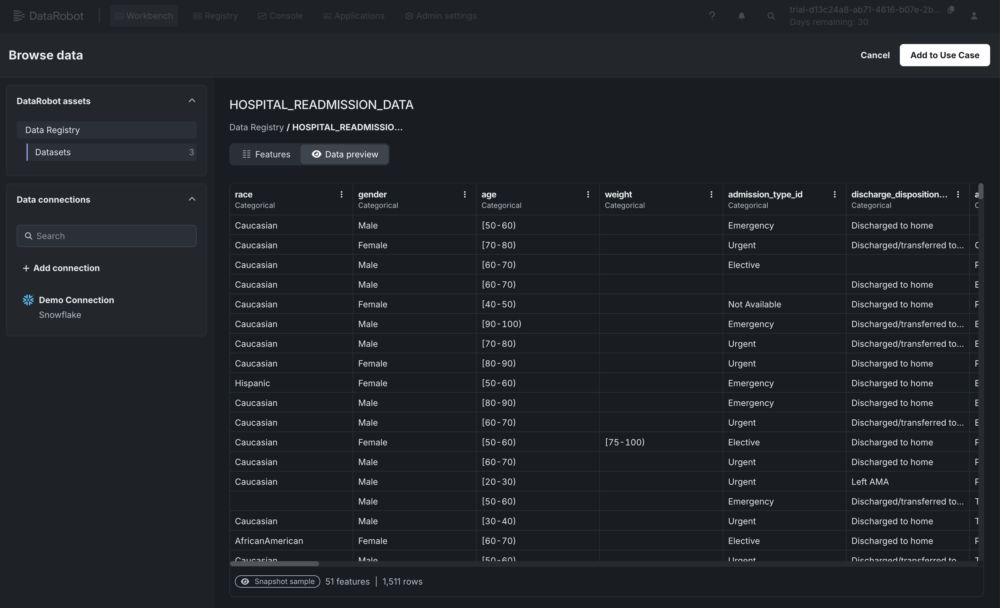 DataRobot
Workbench
Registry
Console
Applications
Admin settings
trial-d13c24a8-ab71-4616-b07e-2b...
Days remaining: 30
Browse data
Cancel
Add to Use Case
DataRobot assets
Data Registry
Datasets 3
Data connections
Search
+ Add connection
Demo Connection
Snowflake
HOSPITAL_READMISSION_DATA
Data Registry / HOSPITAL_READMISSIO...
Features
Data preview
race gender age weight admission_type_id discharge_disposition...
Categorical Categorical Categorical Categorical Categorical Categorical
Caucasian Male [50-60) Emergency Discharged to home
Caucasian Female [70-80) Urgent Discharged/transferred to...
Caucasian Male [60-70) Elective
Caucasian Male [60-70) Discharged to home
Caucasian Female [40-50) Not Available Discharged to home
Caucasian Male [90-100) Emergency Discharged/transferred to...
Caucasian Male [70-80) Urgent Discharged/transferred to...
Caucasian Female [80-90) Urgent Discharged to home
Hispanic Female [50-60) Emergency Discharged to home
Caucasian Male [80-90) Emergency Discharged to home
Caucasian Male [60-70) Urgent Discharged/transferred to...
Caucasian Female [50-60) [75-100) Elective Discharged to home
Caucasian Male [60-70) Urgent Discharged to home
Caucasian Male [20-30) Urgent Left AMA
Male [50-60) Emergency Discharged/transferred to...
Caucasian Male [30-40) Urgent Discharged to home
AfricanAmerican Female [60-70) Elective Discharged to home
Caucasian Male [50-60) Urgent Discharged/transferred to...
Snapshot sample 51 features | 1,511 rows